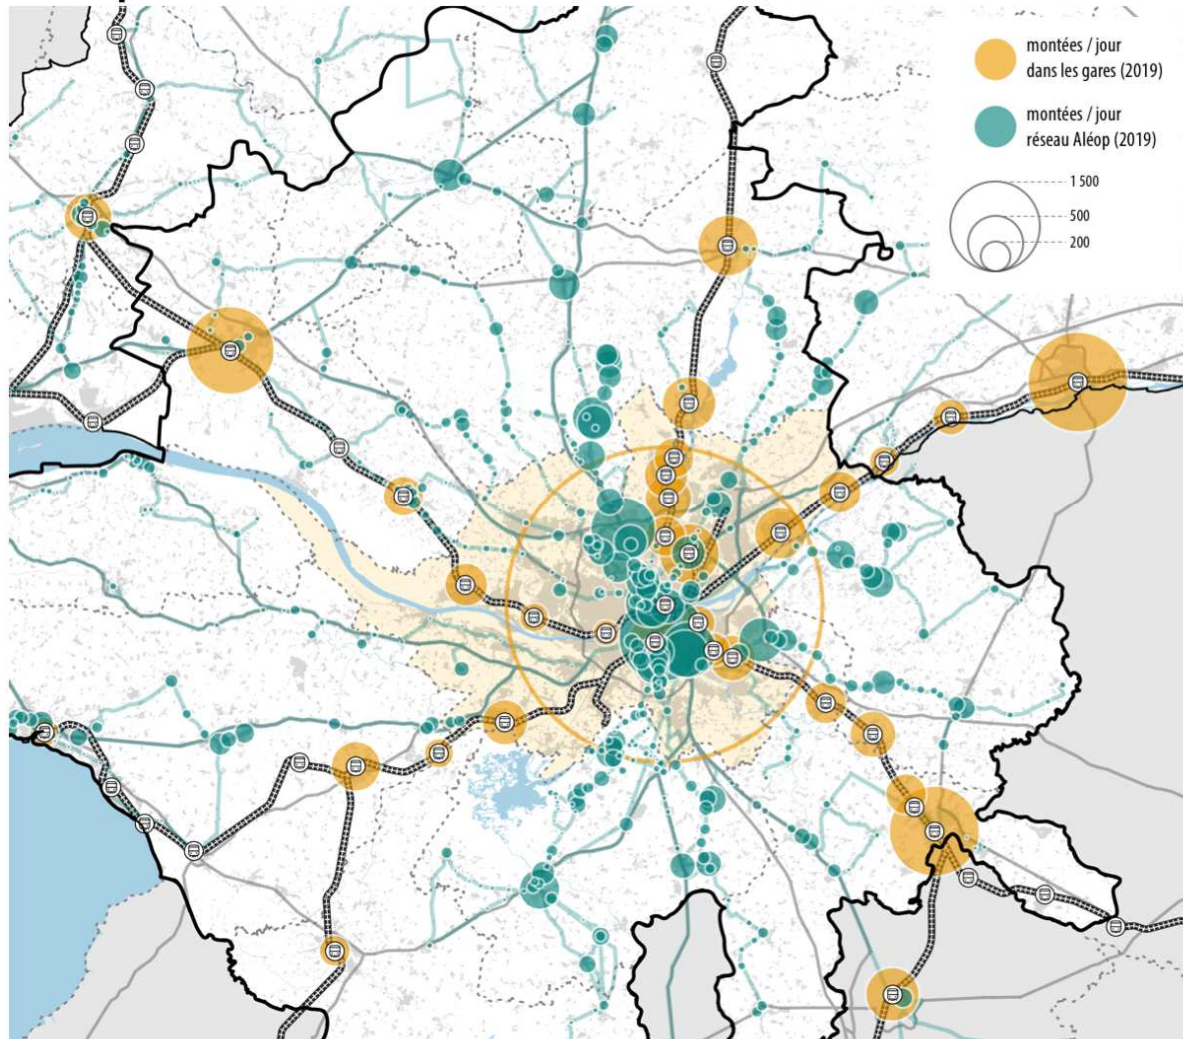 montées / jour
dans les gares (2019)
montées / jour
réseau Aléop (2019)
1 500
500
200